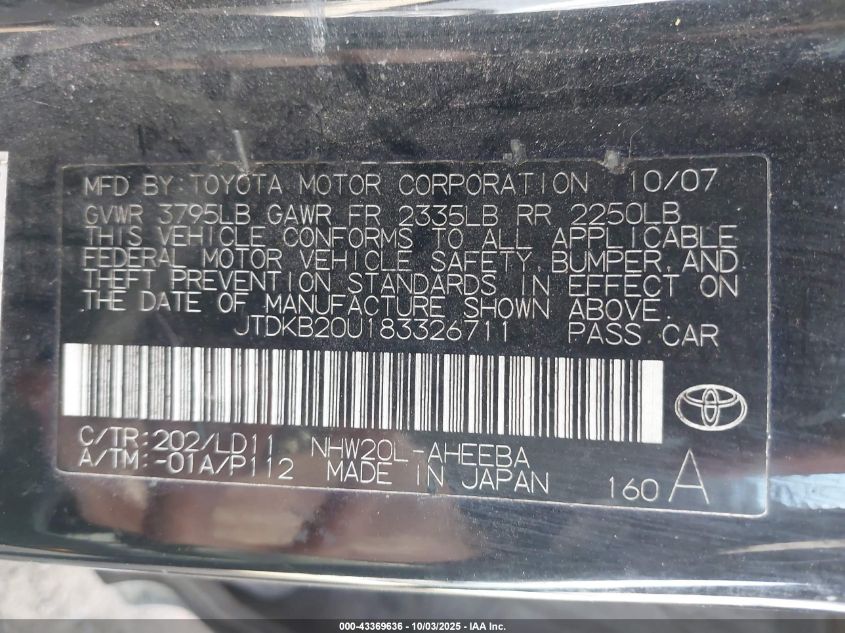 MFD BY TOYOTA MOTOR CORPORATION 10/07
GVWR 3795LB GAWR FR 2335LB RR 2250LB
THIS VEHICLE CONFORMS TO ALL APPLICABLE
FEDERAL MOTOR VEHICLE SAFETY, BUMPER, AND
THEFT PREVENTION STANDARDS IN EFFECT ON
THE DATE OF MANUFACTURE SHOWN ABOVE.
JTDKB20U183326711 PASS CAR
C/TR:202/LD11 NHW20L-AHEEBA
A/TM:-01A/P112 MADE IN JAPAN 160 A
000-43369636 - 10/03/2025 - IAA Inc.